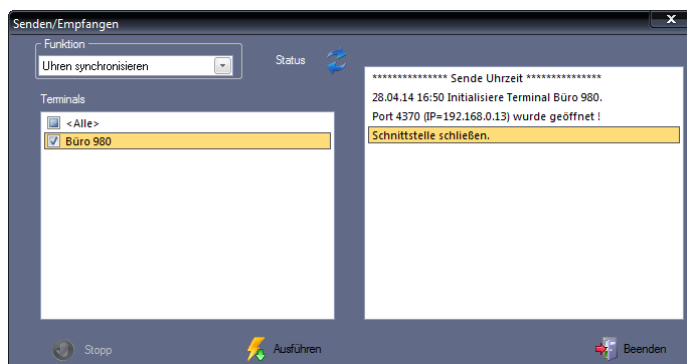 Senden/Empfangen
x
Funktion
Uhren synchronisieren
Status
Terminals
<Alle>
Büro 980
*************** Sende Uhrzeit ***************
28.04.14 16:50 Initialisiere Terminal Büro 980.
Port 4370 (IP=192.168.0.13) wurde geöffnet !
Schnittstelle schließen.
Stopp
Ausführen
Beenden